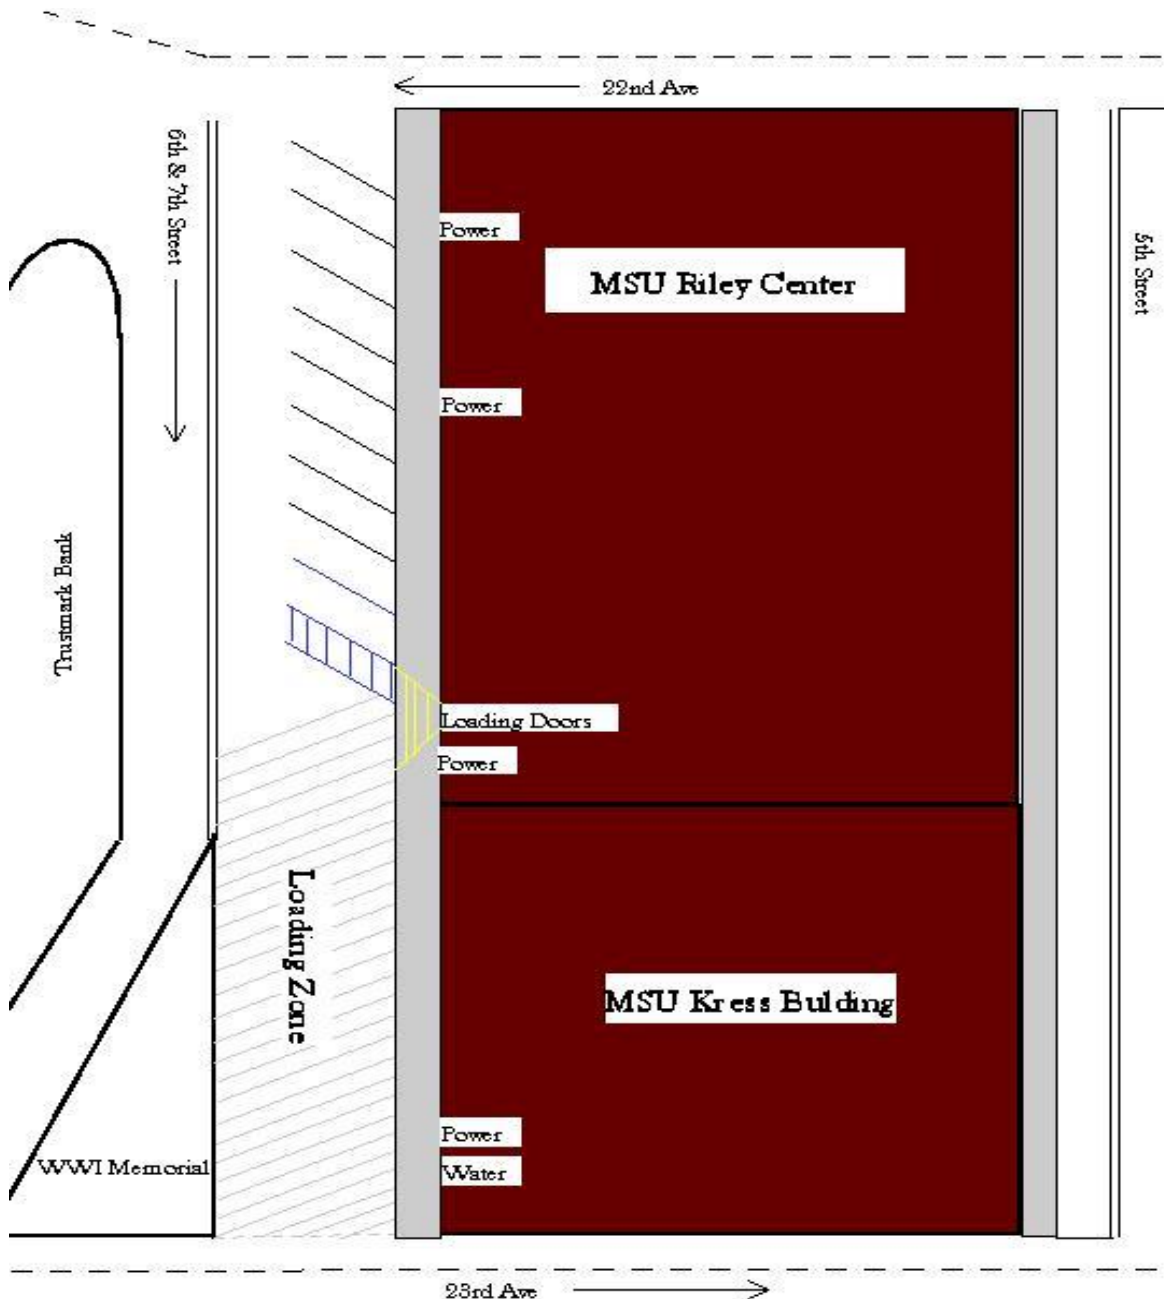 22nd Ave
6th & 7th Street
Power
MSU Riley Center
5th Street
Power
Trustmark Bank
Loading Doors
Power
Loading Zone
MSU Kress Bulding
Power
WWI Memorial
Water
23rd Ave